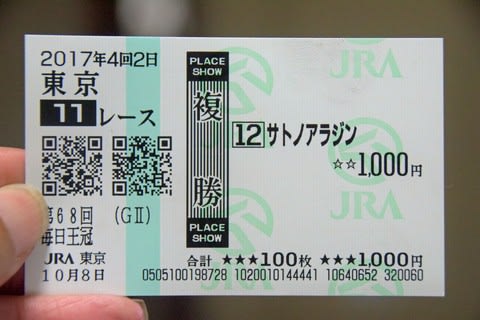 2017年4回2日
東京
11レース
第68回 (GⅡ)
毎日王冠
JRA 東京
10月8日
PLACE SHOW
複勝
PLACE SHOW
12 サトノアラジン
☆☆1,000円
合計 ★★★100枚 ★★★1,000円
0505100198728 1020010144441 10640652 320060
JRA
JRA